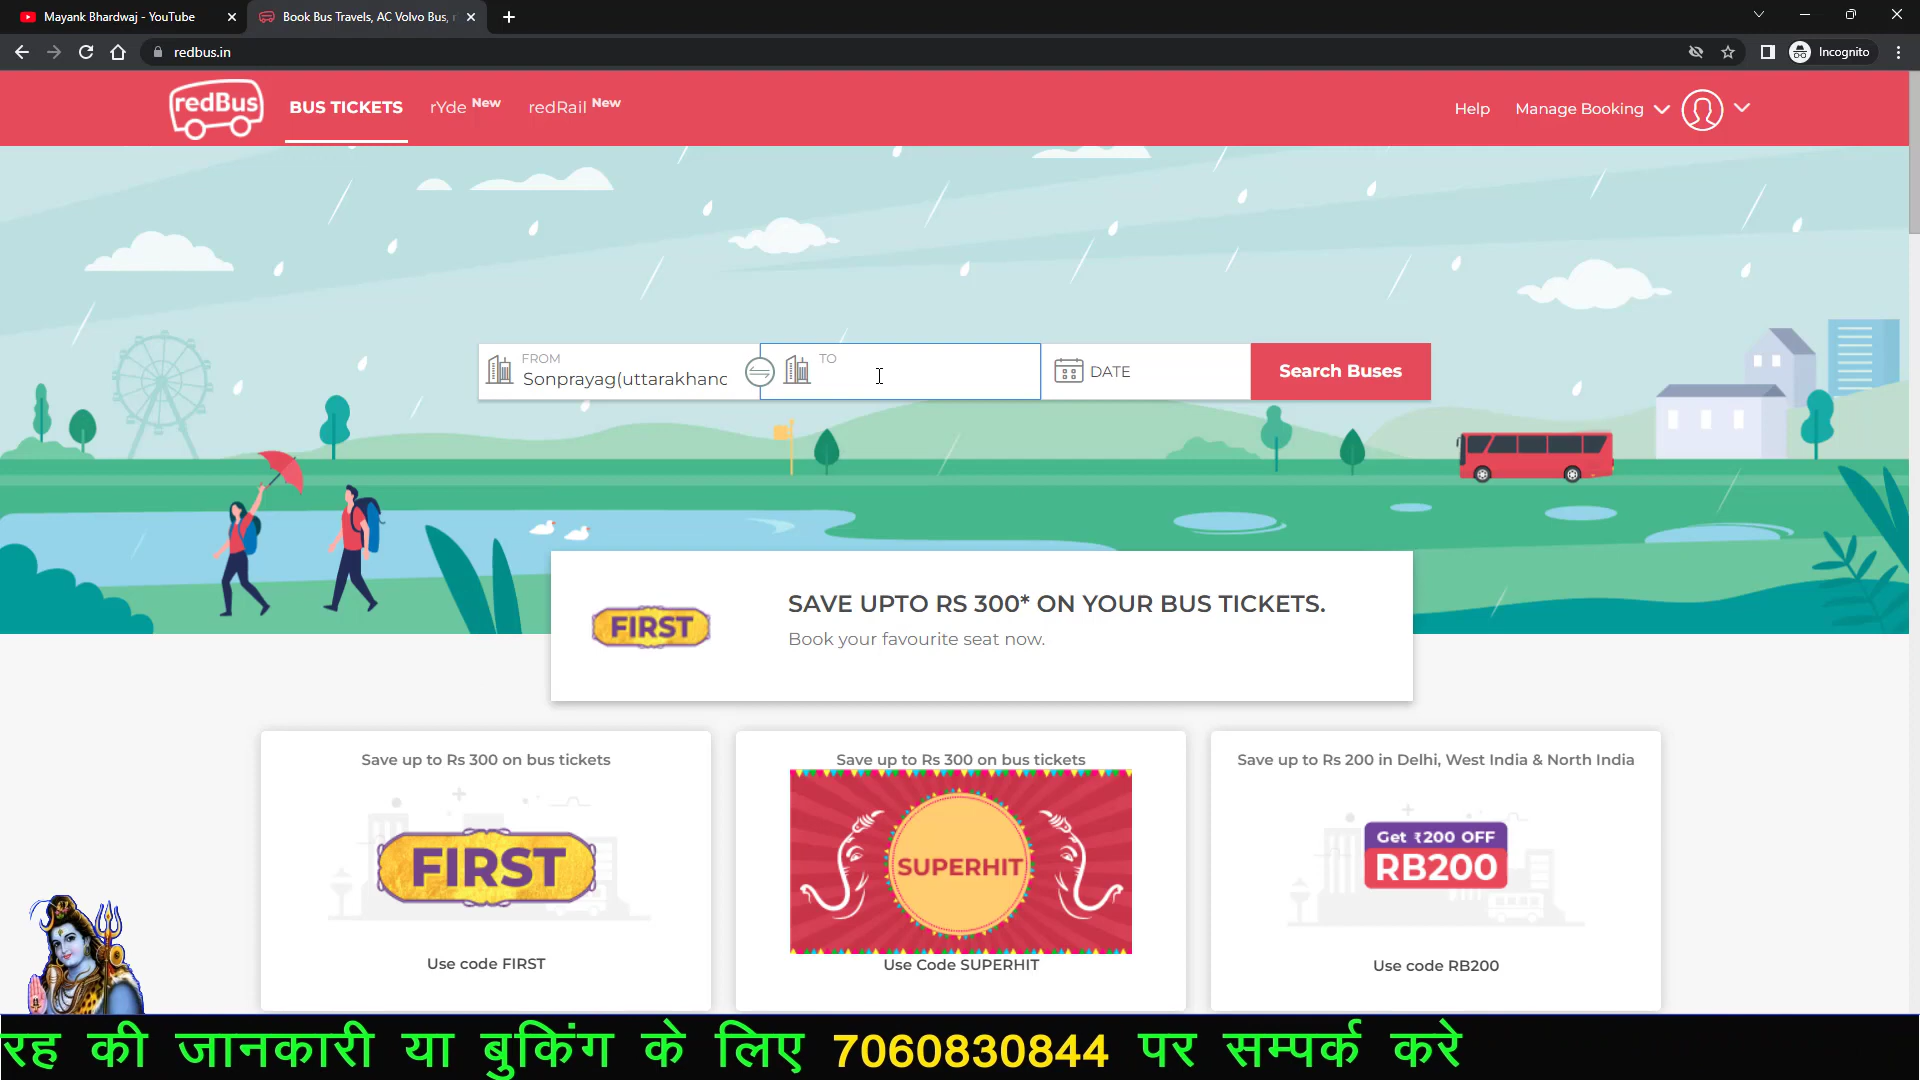 Mayank Bhardwaj - YouTube
Book Bus Travels, AC Volvo Bus,
redbus.in
Incognito
redBus
BUS TICKETS
rYde New
redRail New
Help
Manage Booking
FROM
Sonprayag(uttarakhanc
TO
DATE
Search Buses
FIRST
SAVE UPTO RS 300* ON YOUR BUS TICKETS.
Book your favourite seat now.
Save up to Rs 300 on bus tickets
FIRST
Use code FIRST
Save up to Rs 300 on bus tickets
SUPERHIT
Use Code SUPERHIT
Save up to Rs 200 in Delhi, West India & North India
Get ₹200 OFF
RB200
Use code RB200
रह की जानकारी या बुकिंग के लिए 7060830844 पर सम्पर्क करे